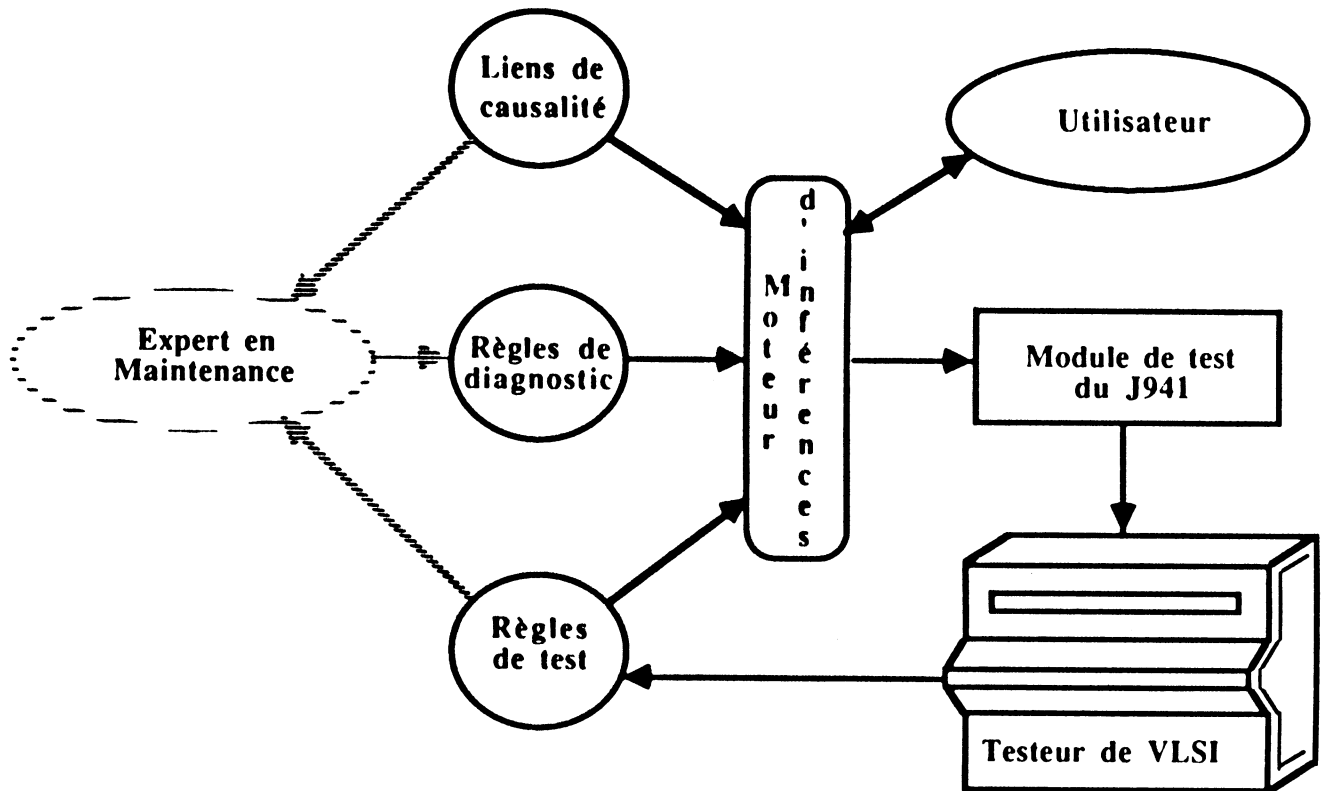 Liens de
causalité
Utilisateur
Moteur
d'inférences
Expert en
Maintenance
Règles de
diagnostic
Module de test
du J941
Règles
de test
Testeur de VLSI